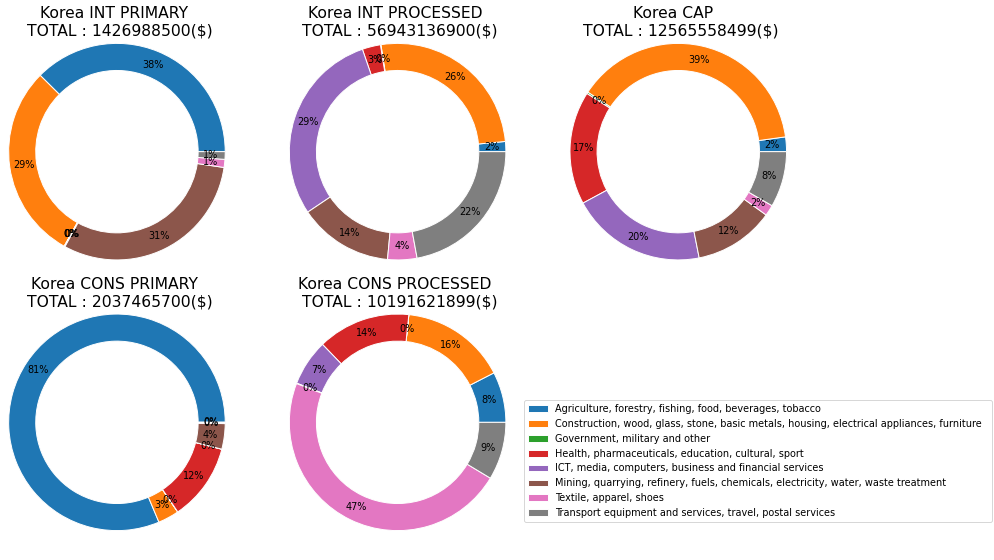 Korea INT PRIMARY
TOTAL : 1426988500($)
38%
29%
0%
0%
31%
1%
1%
Korea INT PROCESSED
TOTAL : 56943136900($)
2%
26%
0%
3%
29%
14%
4%
22%
Korea CAP
TOTAL : 12565558499($)
2%
39%
0%
17%
20%
12%
2%
8%
Korea CONS PRIMARY
TOTAL : 2037465700($)
81%
3%
0%
12%
0%
4%
0%
0%
Korea CONS PROCESSED
TOTAL : 10191621899($)
8%
16%
0%
14%
7%
0%
47%
9%
Agriculture, forestry, fishing, food, beverages, tobacco
Construction, wood, glass, stone, basic metals, housing, electrical appliances, furniture
Government, military and other
Health, pharmaceuticals, education, cultural, sport
ICT, media, computers, business and financial services
Mining, quarrying, refinery, fuels, chemicals, electricity, water, waste treatment
Textile, apparel, shoes
Transport equipment and services, travel, postal services